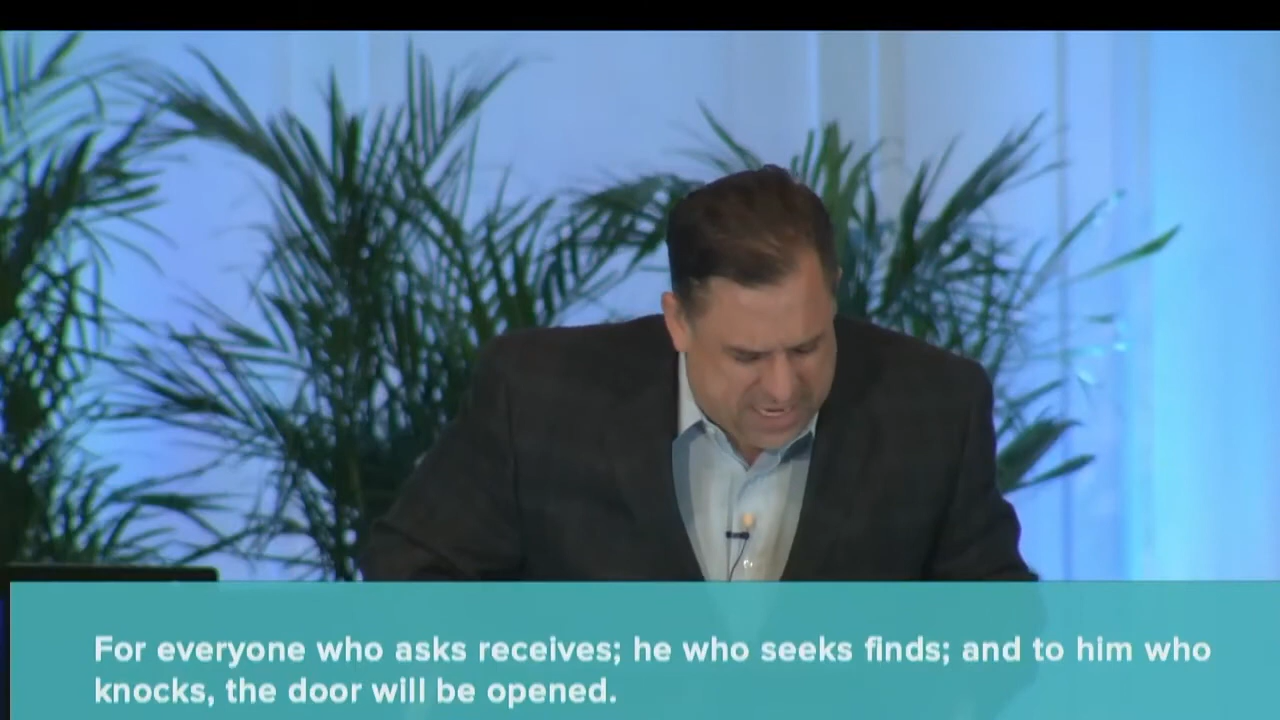 For everyone who asks receives; he who seeks finds; and to him who
knocks, the door will be opened.